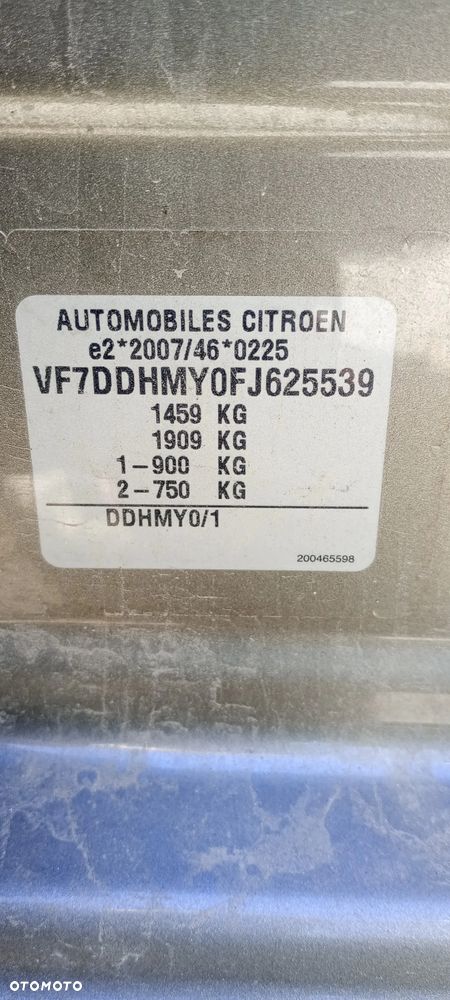 AUTOMOBILES CITROEN
e2*2007/46*0225
VF7DDHMY0FJ625539
1459 KG
1909 KG
1-900 KG
2-750 KG
DDHMY0/1
200465598
OTOMOTO